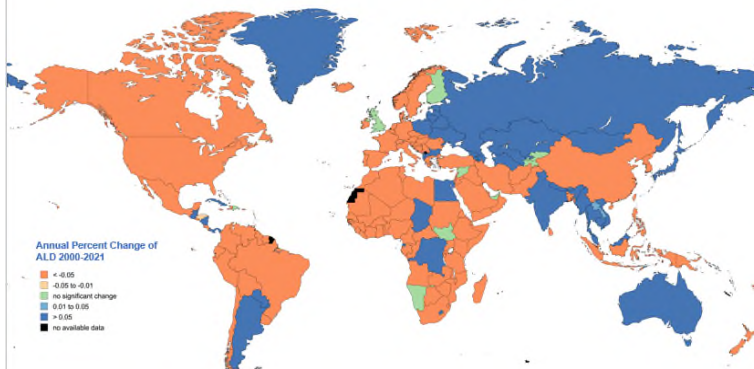 Annual Percent Change of
ALD 2000-2021
< -0.05
-0.05 to -0.01
no significant change
0.01 to 0.05
> 0.05
no available data